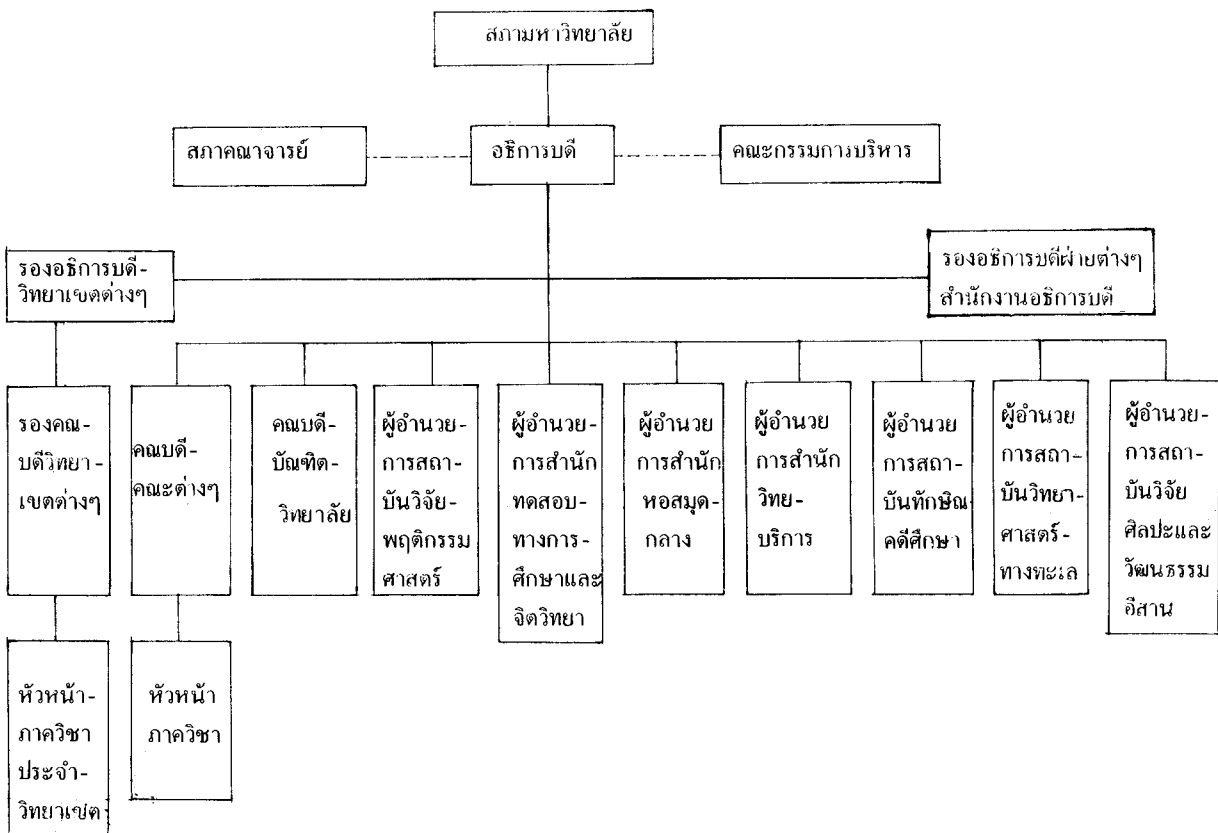 สภามหาวิทยาลัย
สภาคณาจารย์
อธิการบดี
คณะกรรมการบริหาร
รองอธิการบดี-
วิทยาเขตต่างๆ
รองอธิการบดีฝ่ายต่างๆ
สำนักงานอธิการบดี
รองคณ-
บดีวิทยา-
เขตต่างๆ
คณบดี-
คณะต่างๆ
คณบดี-
บัณฑิต-
วิทยาลัย
ผู้อำนวย-
การสถา-
บันวิจัย-
พฤติกรรม
ศาสตร์
ผู้อำนวย-
การสำนัก
ทดสอบ-
ทางการ-
ศึกษาและ
จิตวิทยา
ผู้อำนวย
การสำนัก
หอสมุด-
กลาง
ผู้อำนวย
การสำนัก
วิทย-
บริการ
ผู้อำนวย
การสถา-
บันทักษิณ
คดีศึกษา
ผู้อำนวย
การสถา-
บันวิทยา-
ศาสตร์-
ทางทะเล
ผู้อำนวย
การสถา-
บันวิจัย
ศิลปะและ
วัฒนธรรม
อีสาน
หัวหน้า-
ภาควิชา
ประจำ-
วิทยาเขต
หัวหน้า
ภาควิชา